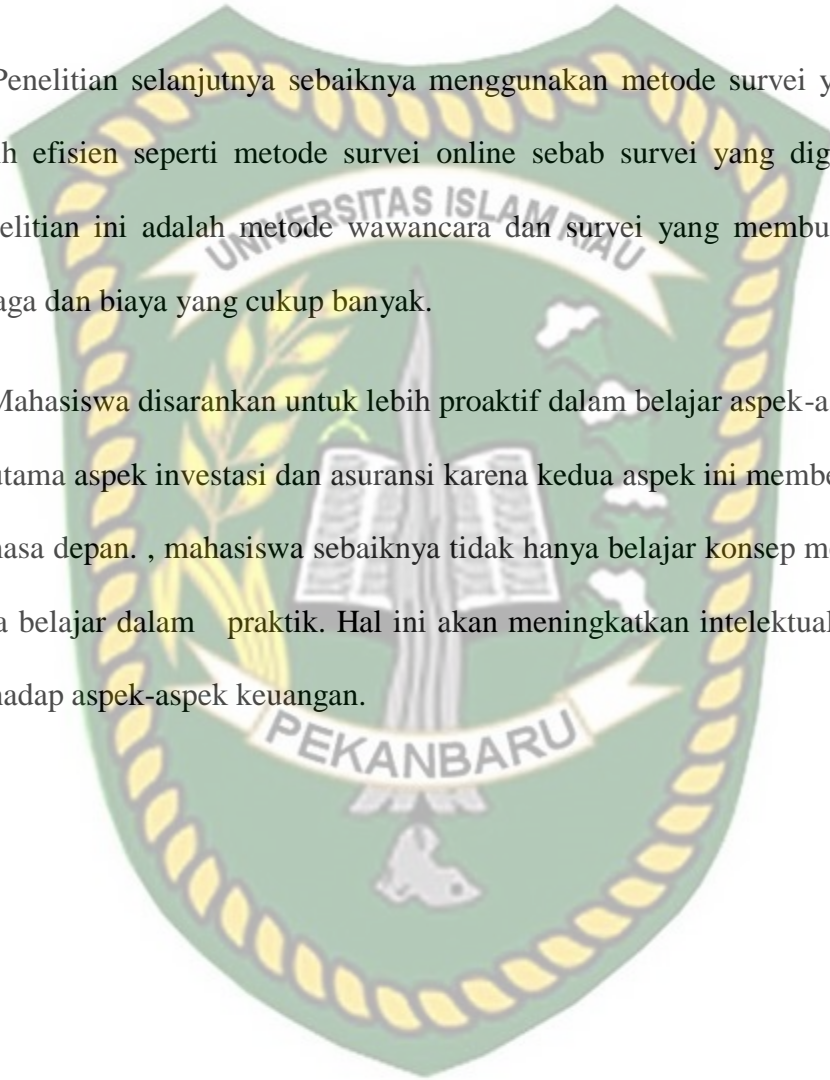 Penelitian selanjutnya sebaiknya menggunakan metode survei y
h efisien seperti metode survei online sebab survei yang dig
UNIVERSITAS ISLAM RIAU
elitian ini adalah metode wawancara dan survei yang membu
aga dan biaya yang cukup banyak.
Mahasiswa disarankan untuk lebih proaktif dalam belajar aspek-a
utama aspek investasi dan asuransi karena kedua aspek ini membe
nasa depan. , mahasiswa sebaiknya tidak hanya belajar konsep me
a belajar dalam praktik. Hal ini akan meningkatkan intelektual
hadap aspek-aspek keuangan.
PEKANBARU